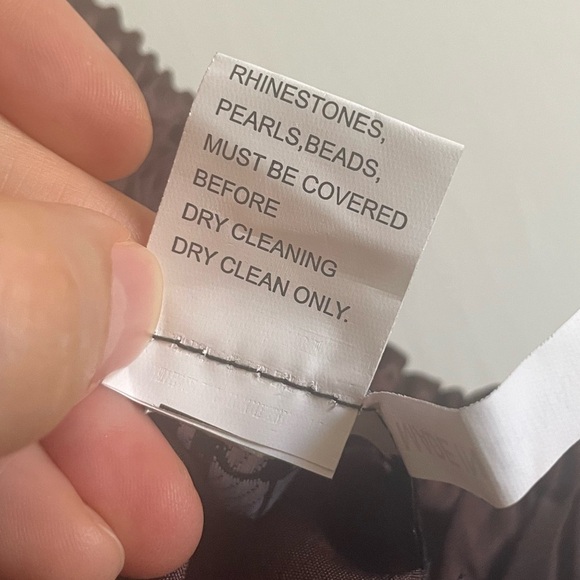 RHINESTONES,
PEARLS,BEADS,
MUST BE COVERED
BEFORE
DRY CLEANING
DRY CLEAN ONLY.